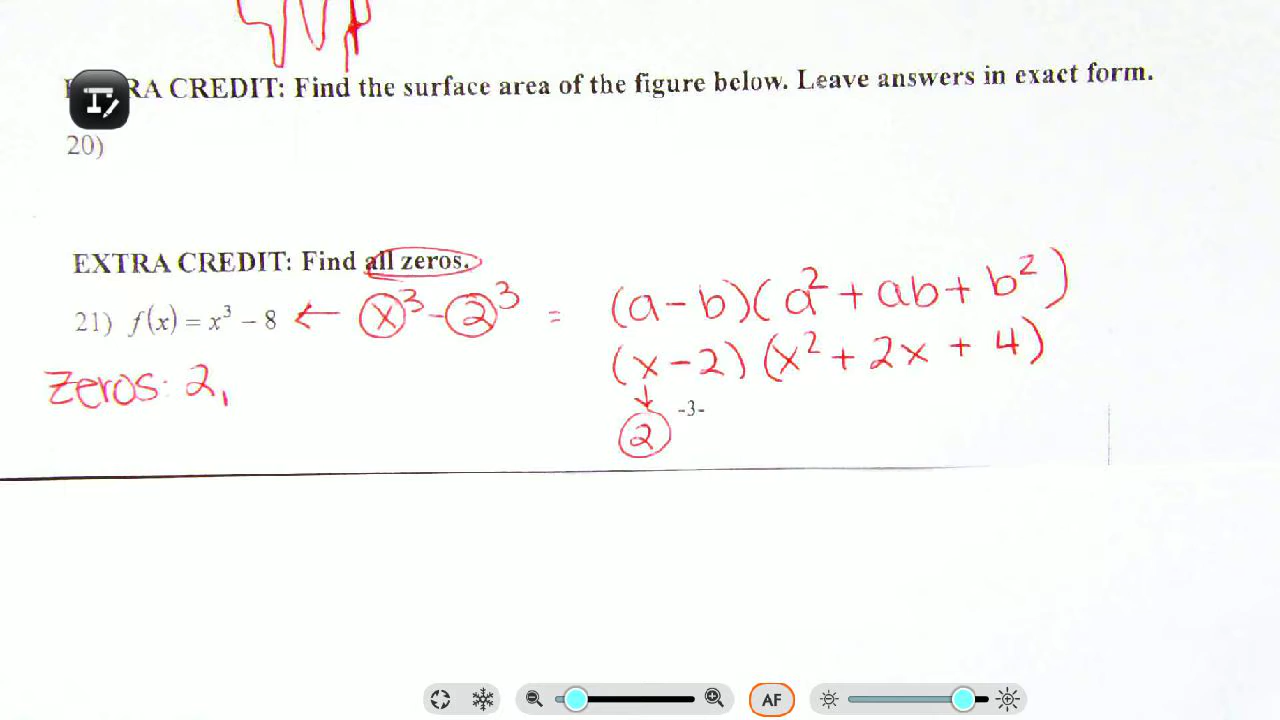 RA CREDIT: Find the surface area of the figure below. Leave answers in exact form.
20)
EXTRA CREDIT: Find all zeros.
21) f(x) = x³ − 8 ← x³ − 2³ = (a − b)(a² + ab + b²)
(x − 2)(x² + 2x + 4)
zeros: 2,
↓
2
-3-
AF